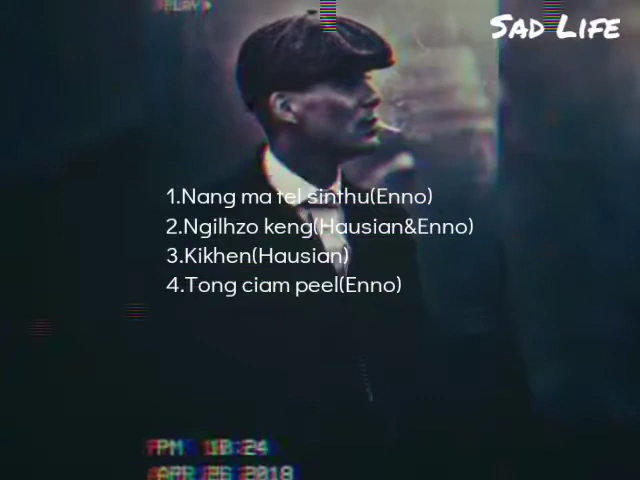 PLAY
SAD LIFE
1.Nang ma tel sinthu(Enno)
2.Ngilhzo keng(Hausian&Enno)
3.Kikhen(Hausian)
4.Tong ciam peel(Enno)
PM 10:24
APR 26 2018